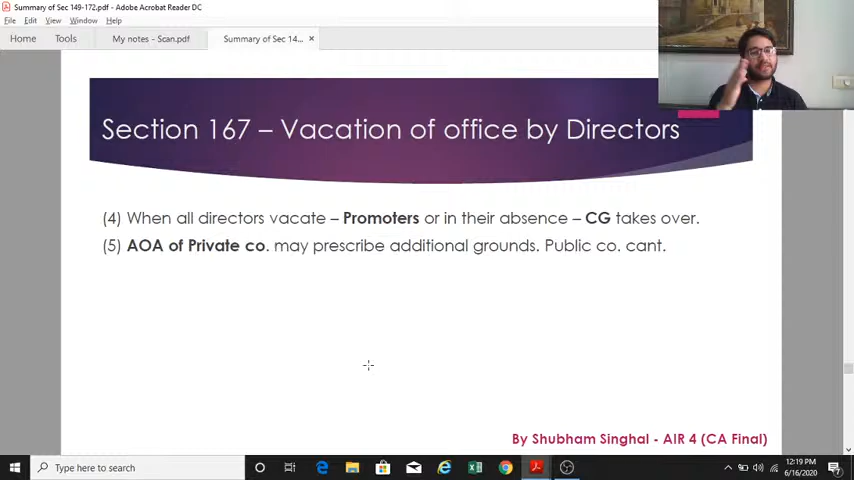 Summary of Sec 149-172.pdf - Adobe Acrobat Reader DC
File Edit View Window Help
Home Tools My notes - Scan.pdf Summary of Sec 14... ×
Section 167 – Vacation of office by Directors
(4) When all directors vacate – Promoters or in their absence – CG takes over.
(5) AOA of Private co. may prescribe additional grounds. Public co. cant.
By Shubham Singhal - AIR 4 (CA Final)
Type here to search
12:19 PM
6/16/2020